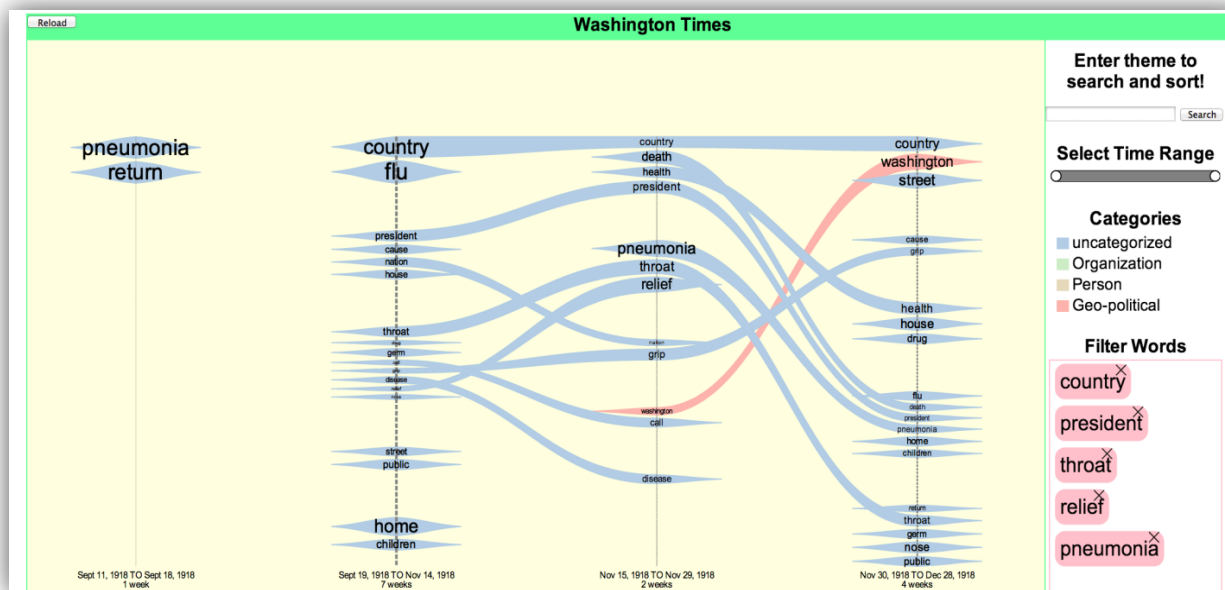 Reload
Washington Times
pneumonia
return
Sept 11, 1918 TO Sept 18, 1918
1 week
country
flu
president
cause
nation
house
throat
germ
disease
relief
nose
street
public
home
children
Sept 19, 1918 TO Nov 14, 1918
7 weeks
country
death
health
president
pneumonia
throat
relief
nation
grip
washington
call
disease
Nov 15, 1918 TO Nov 29, 1918
2 weeks
country
washington
street
cause
grip
health
house
drug
flu
death
president
pneumonia
home
children
return
throat
germ
nose
public
Nov 30, 1918 TO Dec 28, 1918
4 weeks
Enter theme to
search and sort!
Search
Select Time Range
Categories
uncategorized
Organization
Person
Geo-political
Filter Words
country
president
throat
relief
pneumonia